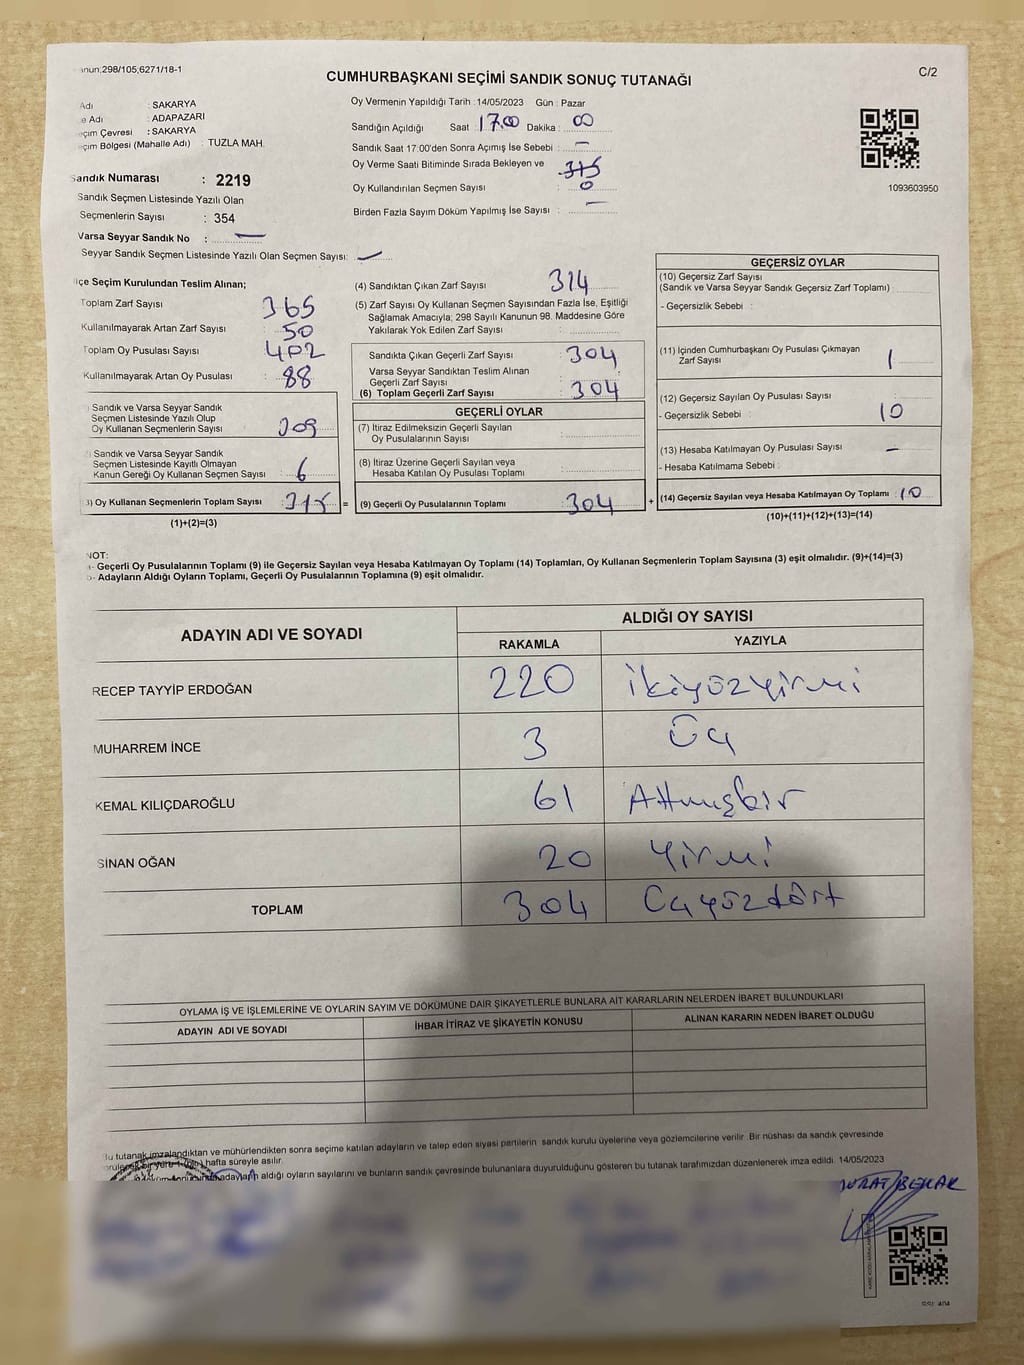 anun.298/105,6271/18-1
CUMHURBAŞKANI SEÇİMİ SANDIK SONUÇ TUTANAĞI
C/2
Adı : SAKARYA
e Adı : ADAPAZARI
eçim Çevresi : SAKARYA
eçim Bölgesi (Mahalle Adı) : TUZLA MAH.
Sandık Numarası : 2219
Sandık Seçmen Listesinde Yazılı Olan
Seçmenlerin Sayısı : 354
Varsa Seyyar Sandık No : —
Seyyar Sandık Seçmen Listesinde Yazılı Olan Seçmen Sayısı: —
Oy Vermenin Yapıldığı Tarih : 14/05/2023 Gün : Pazar
Sandığın Açıldığı Saat : 17.00 Dakika : 00
Sandık Saat 17:00'den Sonra Açımış İse Sebebi : —
Oy Verme Saati Bitiminde Sırada Bekleyen ve 315
Oy Kullandırılan Seçmen Sayısı : 0
Birden Fazla Sayım Döküm Yapılmış İse Sayısı : —
1093603950
lçe Seçim Kurulundan Teslim Alınan;
Toplam Zarf Sayısı : 365
Kullanılmayarak Artan Zarf Sayısı : 50
Toplam Oy Pusulası Sayısı : 402
Kullanılmayarak Artan Oy Pusulası : 88
) Sandık ve Varsa Seyyar Sandık
Seçmen Listesinde Yazılı Olup
Oy Kullanan Seçmenlerin Sayısı : 309
) Sandık ve Varsa Seyyar Sandık
Seçmen Listesinde Kayıtlı Olmayan
Kanun Gereği Oy Kullanan Seçmen Sayısı : 6
3) Oy Kullanan Seçmenlerin Toplam Sayısı : 315 =
(1)+(2)=(3)
(4) Sandıktan Çıkan Zarf Sayısı : 314
(5) Zarf Sayısı Oy Kullanan Seçmen Sayısından Fazla İse, Eşitliği
Sağlamak Amacıyla; 298 Sayılı Kanunun 98. Maddesine Göre
Yakılarak Yok Edilen Zarf Sayısı :
Sandıkta Çıkan Geçerli Zarf Sayısı : 304
Varsa Seyyar Sandıktan Teslim Alınan
Geçerli Zarf Sayısı :
(6) Toplam Geçerli Zarf Sayısı : 304
GEÇERLİ OYLAR
(7) İtiraz Edilmeksizin Geçerli Sayılan
Oy Pusulalarının Sayısı :
(8) İtiraz Üzerine Geçerli Sayılan veya
Hesaba Katılan Oy Pusulası Toplamı :
(9) Geçerli Oy Pusulalarının Toplamı : 304 +
GEÇERSİZ OYLAR
(10) Geçersiz Zarf Sayısı
(Sandık ve Varsa Seyyar Sandık Geçersiz Zarf Toplamı) :
- Geçersizlik Sebebi :
(11) İçinden Cumhurbaşkanı Oy Pusulası Çıkmayan
Zarf Sayısı : 1
(12) Geçersiz Sayılan Oy Pusulası Sayısı :
- Geçersizlik Sebebi : 10
(13) Hesaba Katılmayan Oy Pusulası Sayısı : —
- Hesaba Katılmama Sebebi :
(14) Geçersiz Sayılan veya Hesaba Katılmayan Oy Toplamı : 10
(10)+(11)+(12)+(13)=(14)
NOT:
- Geçerli Oy Pusulalarının Toplamı (9) ile Geçersiz Sayılan veya Hesaba Katılmayan Oy Toplamı (14) Toplamları, Oy Kullanan Seçmenlerin Toplam Sayısına (3) eşit olmalıdır. (9)+(14)=(3)
- Adayların Aldığı Oyların Toplamı, Geçerli Oy Pusulalarının Toplamına (9) eşit olmalıdır.
ADAYIN ADI VE SOYADI
ALDIĞI OY SAYISI
RAKAMLA YAZIYLA
RECEP TAYYİP ERDOĞAN 220 ikiyüzyirmi
MUHARREM İNCE 3 Üç
KEMAL KILIÇDAROĞLU 61 Altmışbir
SİNAN OĞAN 20 Yirmi
TOPLAM 304 Üçyüzdört
OYLAMA İŞ VE İŞLEMLERİNE VE OYLARIN SAYIM VE DÖKÜMÜNE DAİR ŞİKAYETLERLE BUNLARA AİT KARARLARIN NELERDEN İBARET BULUNDUKLARI
ADAYIN ADI VE SOYADI İHBAR İTİRAZ VE ŞİKAYETİN KONUSU ALINAN KARARIN NEDEN İBARET OLDUĞU
Bu tutanak imzalandıktan ve mühürlendikten sonra seçime katılan adayların ve talep eden siyasi partilerin sandık kurulu üyelerine veya gözlemcilerine verilir. Bir nüshası da sandık çevresinde
hafta süreyle asılır.
adayların aldığı oyların sayılarını ve bunların sandık çevresinde bulunanlara duyurulduğunu gösteren bu tutanak tarafımızdan düzenlenerek imza edildi. 14/05/2023